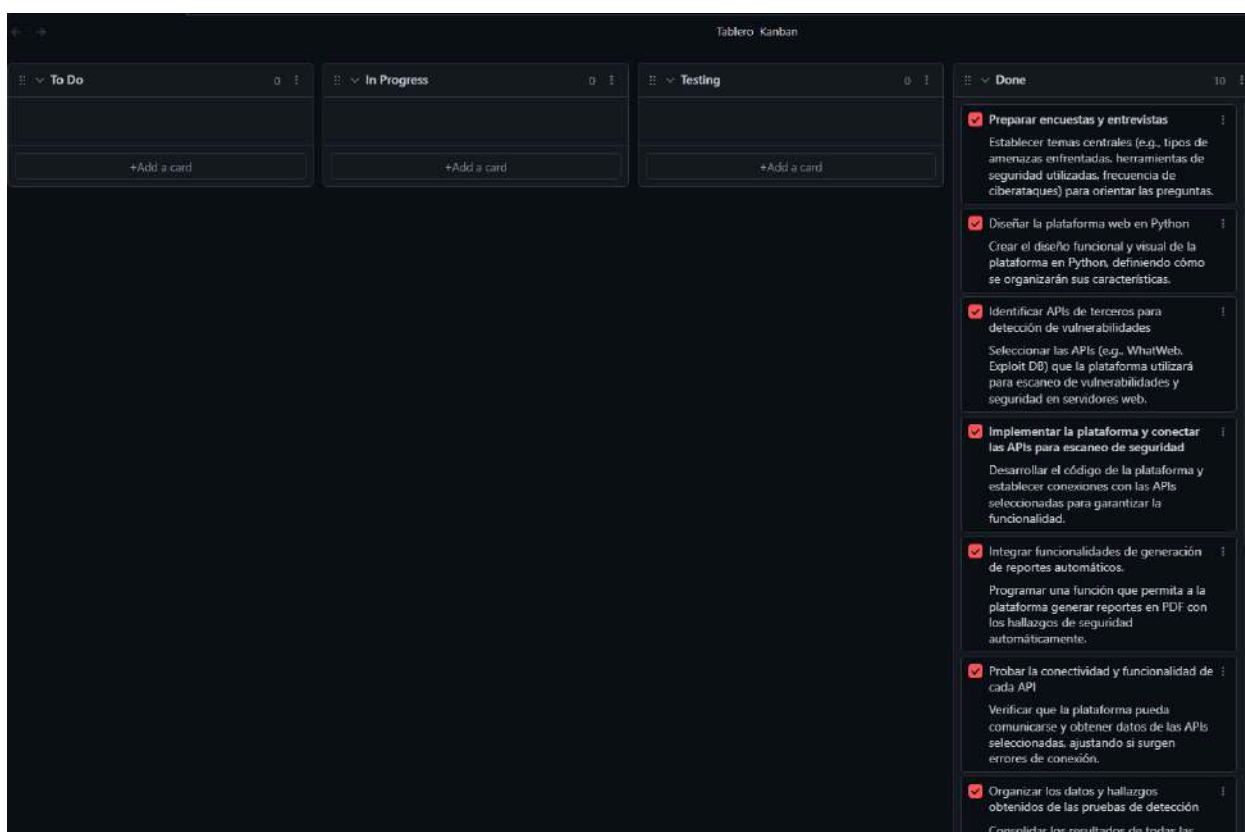 Tablero Kanban
To Do 0
+Add a card
In Progress 0
+Add a card
Testing 0
+Add a card
Done 10
Preparar encuestas y entrevistas
Establecer temas centrales (e.g., tipos de
amenazas enfrentadas, herramientas de
seguridad utilizadas, frecuencia de
ciberataques) para orientar las preguntas.
Diseñar la plataforma web en Python
Crear el diseño funcional y visual de la
plataforma en Python, definiendo cómo
se organizarán sus características.
Identificar APIs de terceros para
detección de vulnerabilidades
Seleccionar las APIs (e.g., WhatWeb,
Exploit DB) que la plataforma utilizará
para escaneo de vulnerabilidades y
seguridad en servidores web.
Implementar la plataforma y conectar
las APIs para escaneo de seguridad
Desarrollar el código de la plataforma y
establecer conexiones con las APIs
seleccionadas para garantizar la
funcionalidad.
Integrar funcionalidades de generación
de reportes automáticos.
Programar una función que permita a la
plataforma generar reportes en PDF con
los hallazgos de seguridad
automáticamente.
Probar la conectividad y funcionalidad de
cada API
Verificar que la plataforma pueda
comunicarse y obtener datos de las APIs
seleccionadas, ajustando si surgen
errores de conexión.
Organizar los datos y hallazgos
obtenidos de las pruebas de detección
Consolidar los resultados de todas las